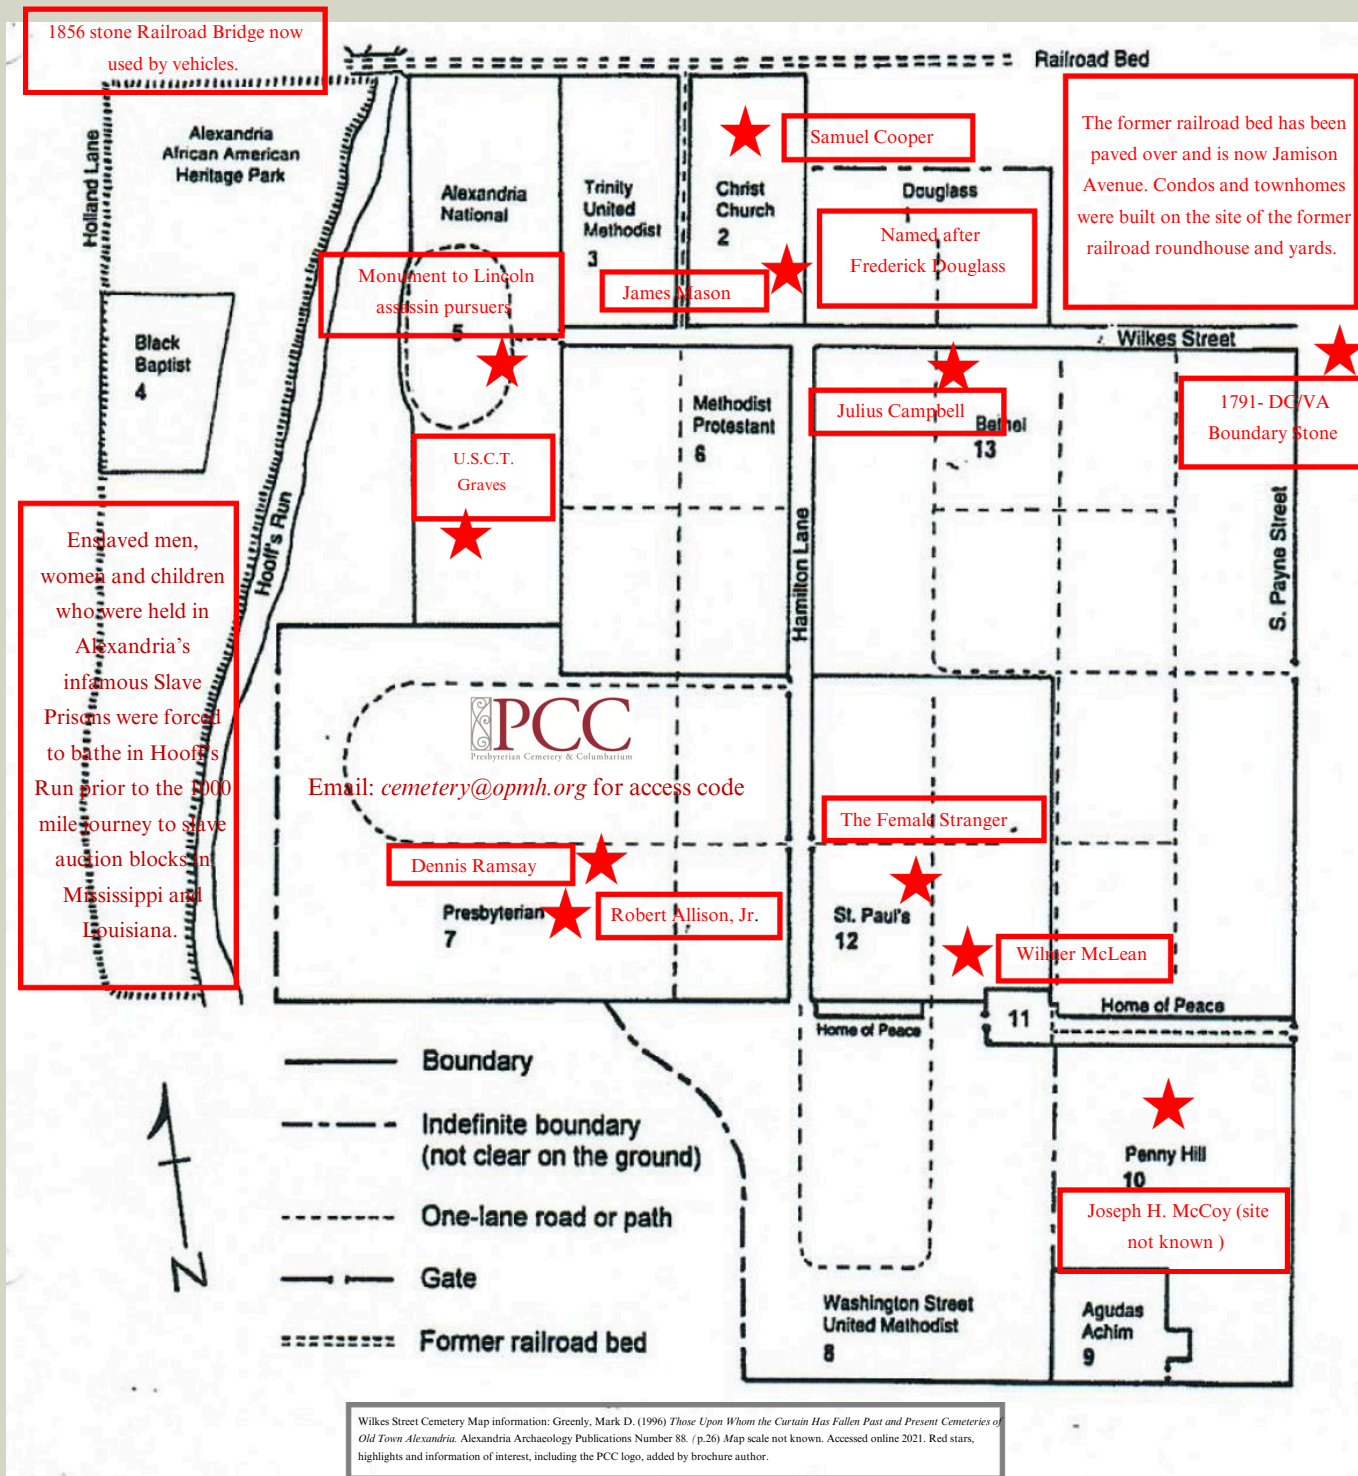 1856 stone Railroad Bridge now
used by vehicles.
Railroad Bed
The former railroad bed has been
paved over and is now Jamison
Avenue. Condos and townhomes
were built on the site of the former
railroad roundhouse and yards.
Holland Lane
Alexandria
African American
Heritage Park
Alexandria
National
5
Trinity
United
Methodist
3
Christ
Church
2
Samuel Cooper
Douglass
Named after
Frederick Douglass
Monument to Lincoln
assassin pursuers
James Mason
Wilkes Street
Black
Baptist
4
Methodist
Protestant
6
Julius Campbell
Bethel
13
1791- DC/VA
Boundary Stone
U.S.C.T.
Graves
Hooff's Run
Hamilton Lane
S. Payne Street
Enslaved men,
women and children
who were held in
Alexandria’s
infamous Slave
Prisons were forced
to bathe in Hooff's
Run prior to the 1000
mile journey to slave
auction blocks in
Mississippi and
Louisiana.
PCC
Presbyterian Cemetery & Columbarium
Email: cemetery@opmh.org for access code
The Female Stranger
Dennis Ramsay
Presbyterian
7
Robert Allison, Jr.
St. Paul's
12
Wilmer McLean
Home of Peace
11
Home of Peace
Boundary
Indefinite boundary
(not clear on the ground)
One-lane road or path
Gate
Former railroad bed
N
Penny Hill
10
Joseph H. McCoy (site
not known )
Washington Street
United Methodist
8
Agudas
Achim
9
Wilkes Street Cemetery Map information: Greenly, Mark D. (1996) Those Upon Whom the Curtain Has Fallen Past and Present Cemeteries of
Old Town Alexandria. Alexandria Archaeology Publications Number 88. ( p.26) Map scale not known. Accessed online 2021. Red stars,
highlights and information of interest, including the PCC logo, added by brochure author.